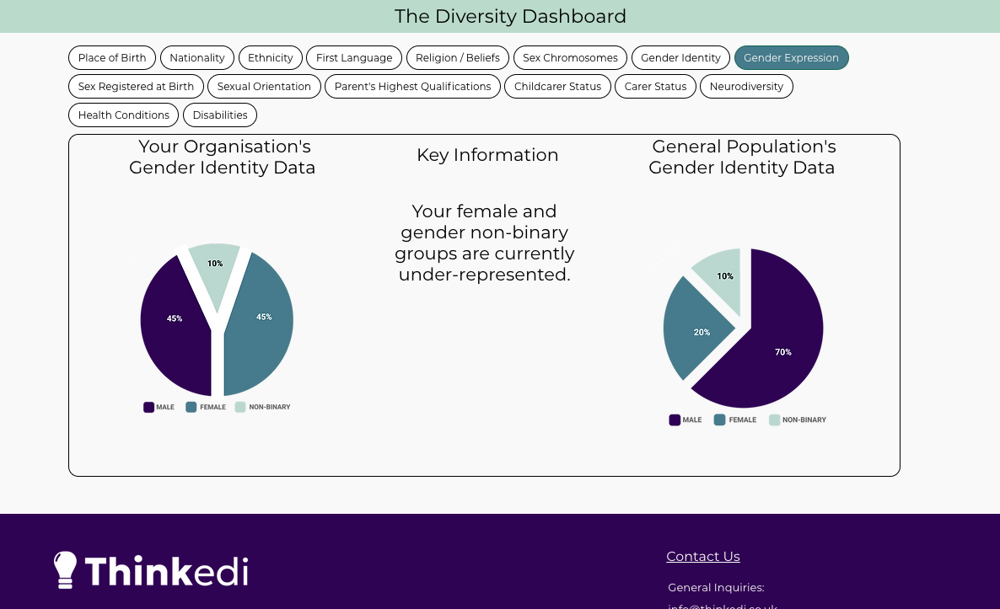 The Diversity Dashboard
Place of Birth
Nationality
Ethnicity
First Language
Religion / Beliefs
Sex Chromosomes
Gender Identity
Gender Expression
Sex Registered at Birth
Sexual Orientation
Parent's Highest Qualifications
Childcarer Status
Carer Status
Neurodiversity
Health Conditions
Disabilities
Your Organisation's
Gender Identity Data
10%
45%
45%
MALE
FEMALE
NON-BINARY
Key Information
Your female and
gender non-binary
groups are currently
under-represented.
General Population's
Gender Identity Data
10%
20%
70%
MALE
FEMALE
NON-BINARY
Thinkedi
Contact Us
General Inquiries:
info@thinkedi.co.uk